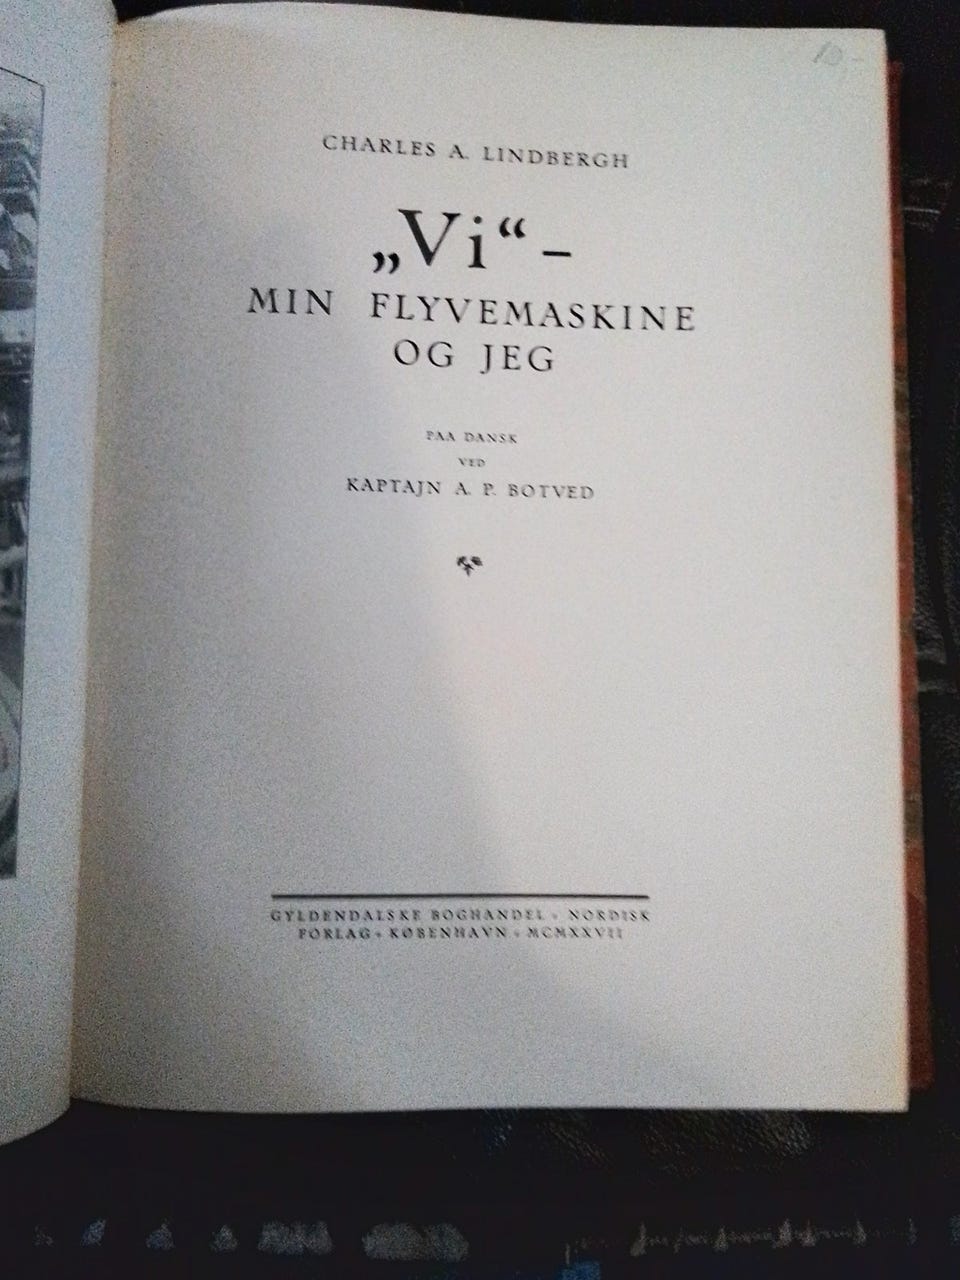 10,-
CHARLES A. LINDBERGH
„Vi“ –
MIN FLYVEMASKINE
OG JEG
PAA DANSK
VED
KAPTAJN A. P. BOTVED
GYLDENDALSKE BOGHANDEL · NORDISK
FORLAG · KØBENHAVN · MCMXXVII